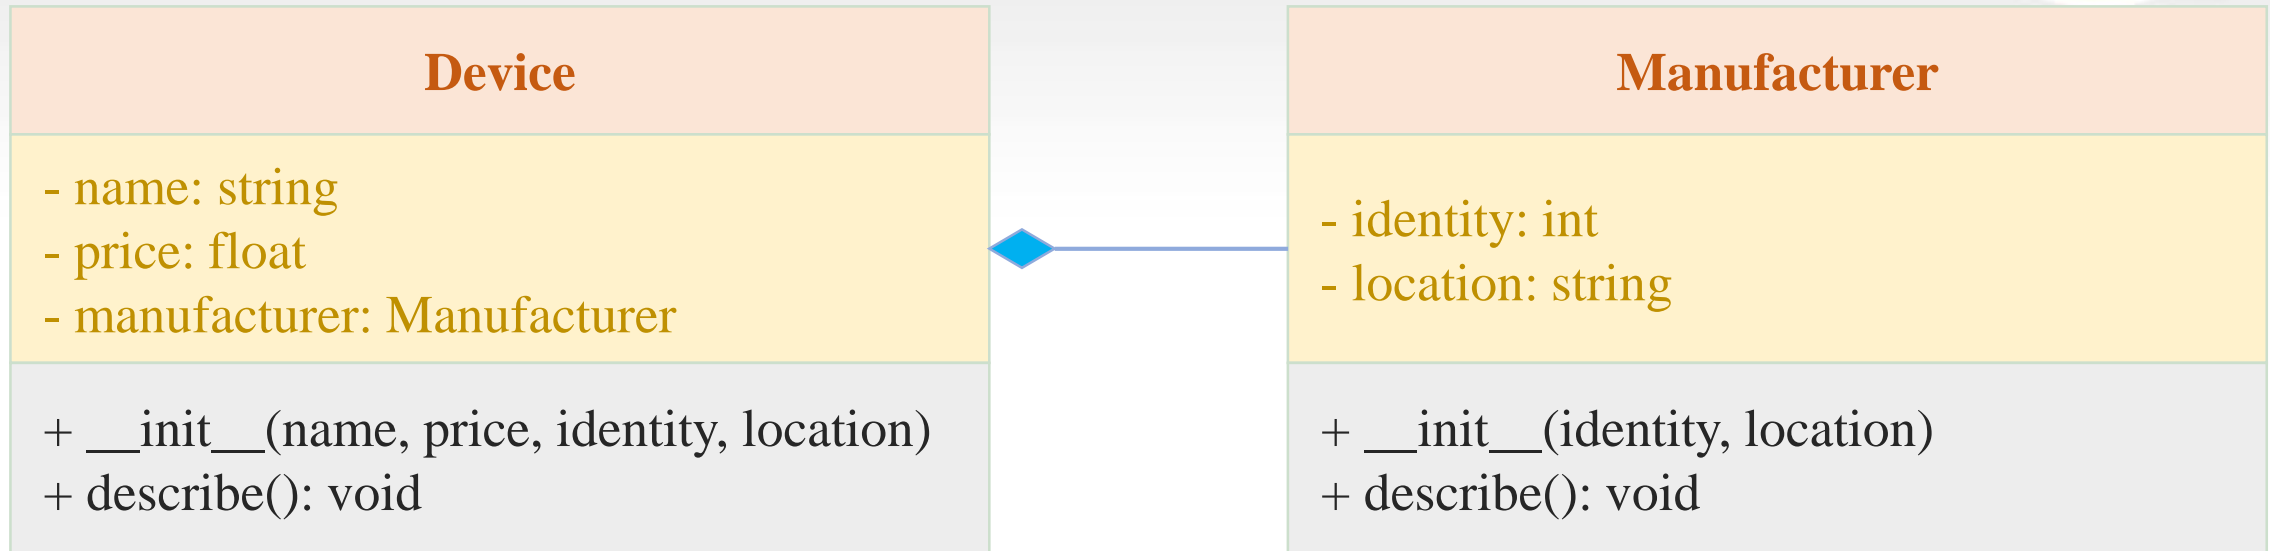 Device
- name: string
- price: float
- manufacturer: Manufacturer
+ __init__(name, price, identity, location)
+ describe(): void
Manufacturer
- identity: int
- location: string
+ __init__(identity, location)
+ describe(): void